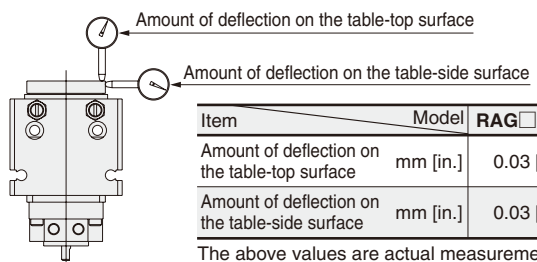 Amount of deflection on the table-top surface
Amount of deflection on the table-side surface
Item Model RAG□
Amount of deflection on
the table-top surface mm [in.] 0.03 [
Amount of deflection on
the table-side surface mm [in.] 0.03 [
The above values are actual measureme